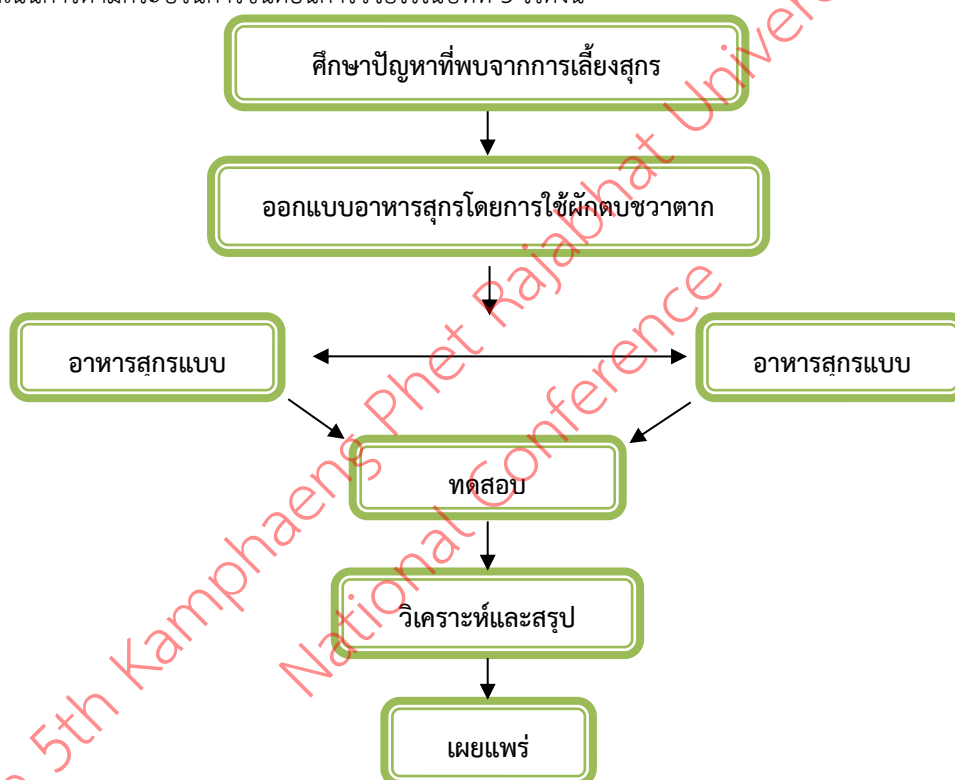 ศึกษาปัญหาที่พบจากการเลี้ยงสุกร
ออกแบบอาหารสุกรโดยการใช้ผักตบชวาตาก
อาหารสุกรแบบ
อาหารสุกรแบบ
ทดสอบ
วิเคราะห์และสรุป
เผยแพร่
5th Kamphaeng Phet Rajabhat
National Conference